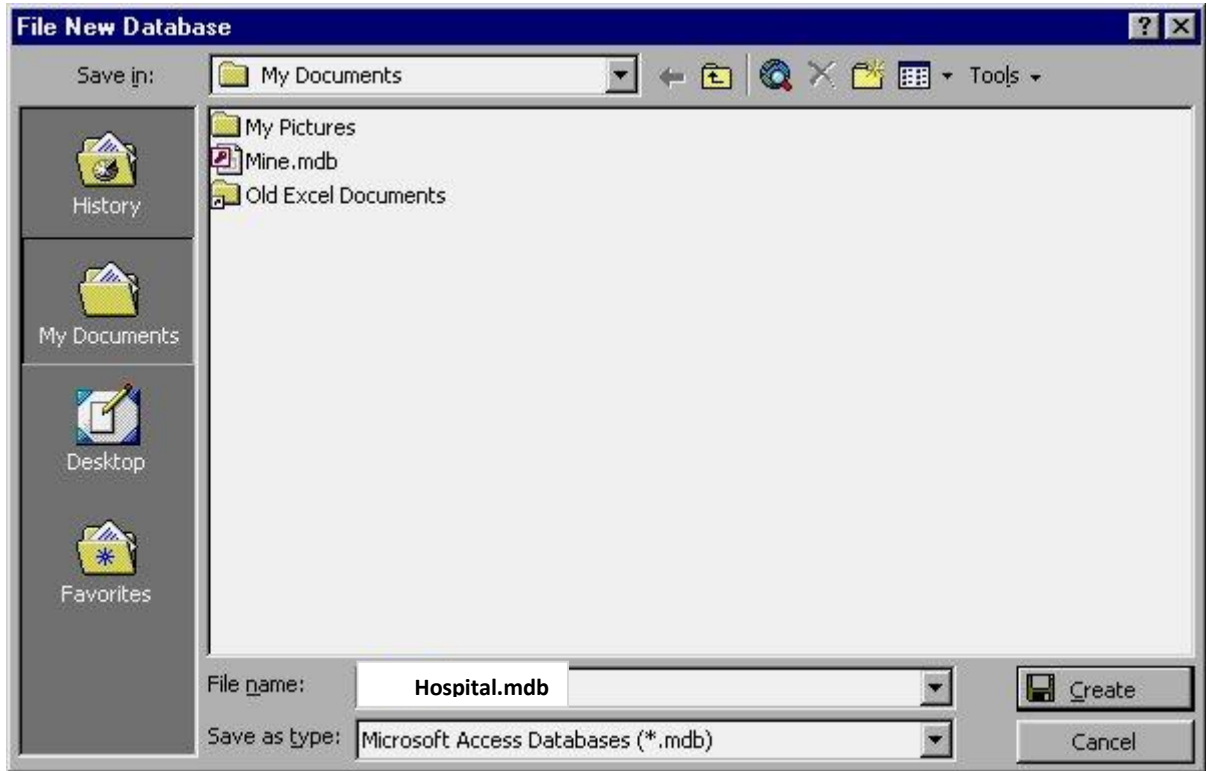 File New Database
Save in:
My Documents
Tools
My Pictures
Mine.mdb
Old Excel Documents
History
My Documents
Desktop
Favorites
File name:
Hospital.mdb
Create
Save as type:
Microsoft Access Databases (*.mdb)
Cancel